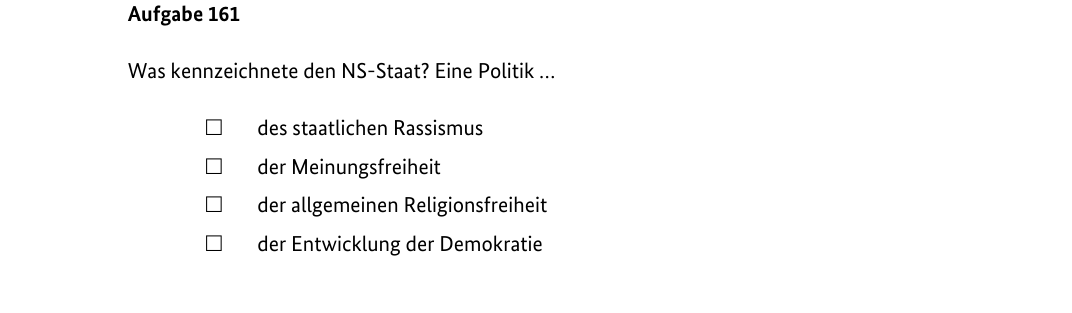 Aufgabe 161
Was kennzeichnete den NS-Staat? Eine Politik …
☐ des staatlichen Rassismus
☐ der Meinungsfreiheit
☐ der allgemeinen Religionsfreiheit
☐ der Entwicklung der Demokratie